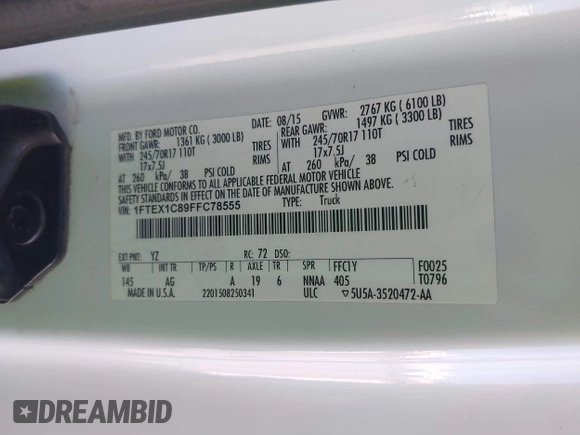 MFD. BY FORD MOTOR CO.
DATE: 08/15 GVWR: 2767 KG ( 6100 LB)
FRONT GAWR: 1361 KG ( 3000 LB) REAR GAWR: 1497 KG ( 3300 LB)
WITH 245/70R17 110T TIRES WITH 245/70R17 110T TIRES
17x7.5J RIMS 17x7.5J RIMS
AT 260 kPa/ 38 PSI COLD AT 260 kPa/ 38 PSI COLD
THIS VEHICLE CONFORMS TO ALL APPLICABLE FEDERAL MOTOR VEHICLE
SAFETY STANDARDS IN EFFECT ON THE DATE OF MANUFACTURE SHOWN ABOVE.
VIN: 1FTEX1C89FFC78555 TYPE: Truck
EXT PNT: YZ RC: 72 DSO:
WB INT TR TP/PS R AXLE TR SPR FFC1Y F0025
145 AG A 19 6 NNAA 405 T0796
MADE IN U.S.A. 2201508250341 ULC ▽5U5A-3520472-AA
DREAMBID